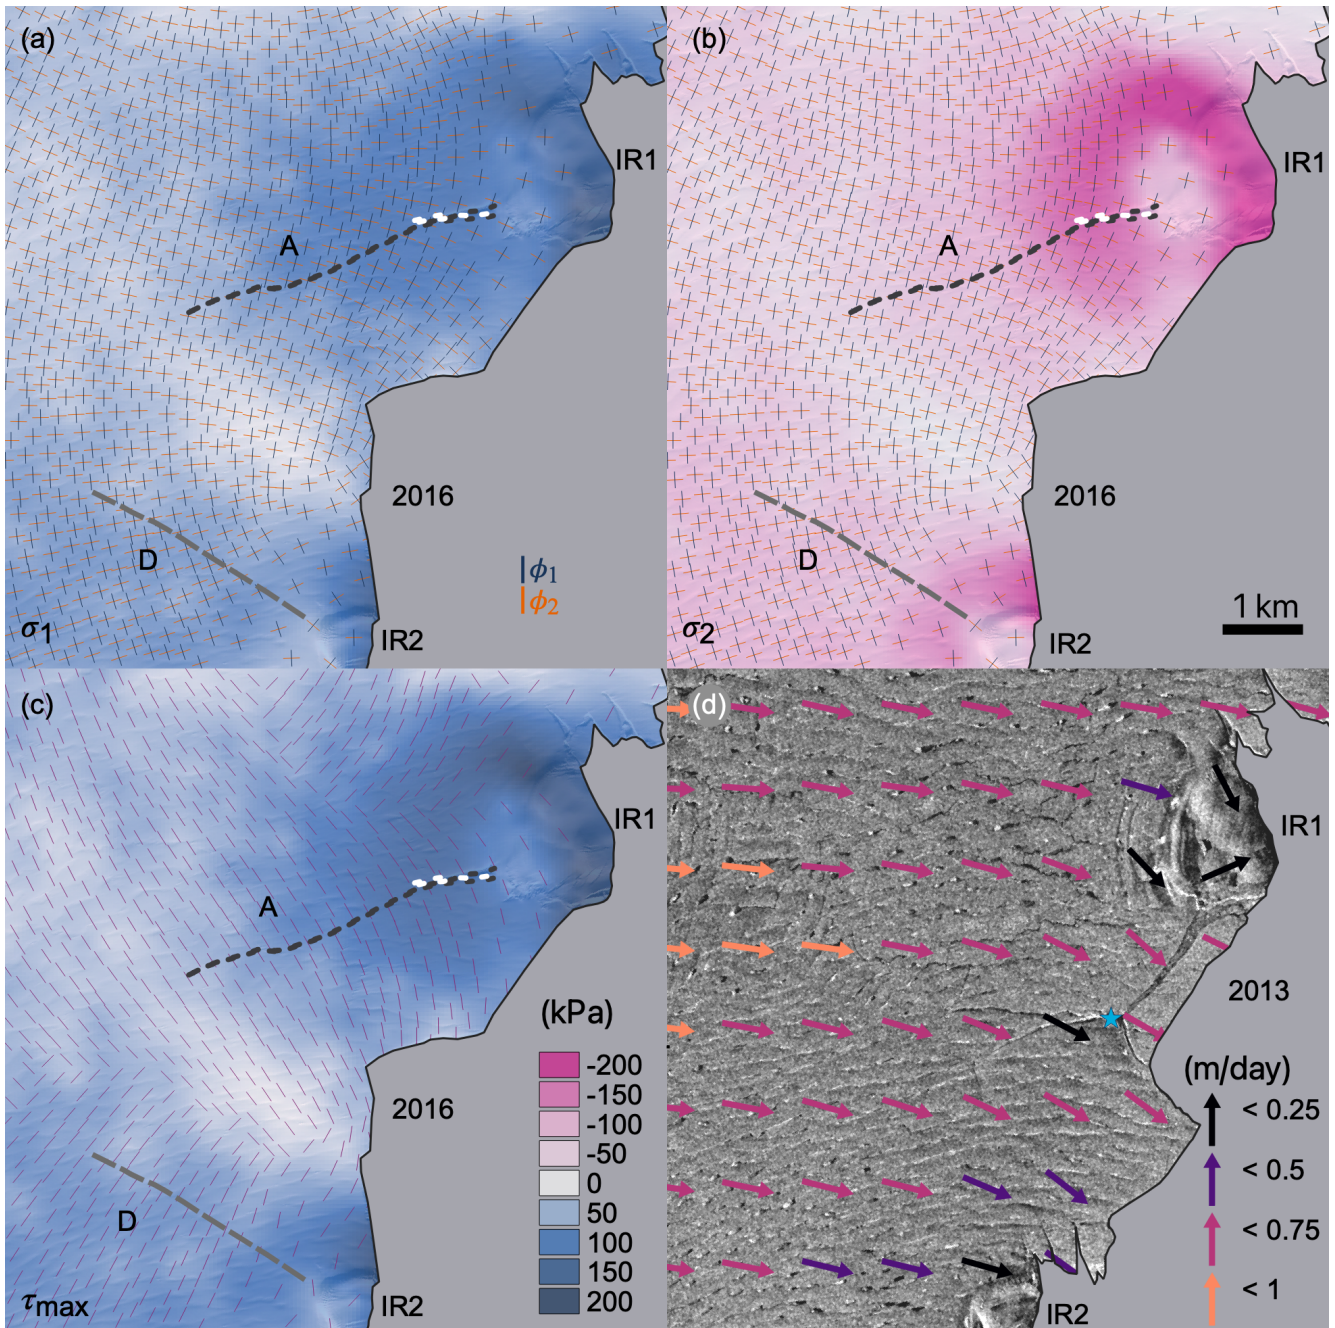 (a)
IR1
A
2016
D
ϕ1
ϕ2
σ1
IR2
(b)
IR1
A
2016
D
1 km
σ2
IR2
(c)
IR1
A
(kPa)
-200
-150
-100
-50
0
50
100
150
200
2016
D
τmax
IR2
(d)
IR1
2013
(m/day)
< 0.25
< 0.5
< 0.75
< 1
IR2